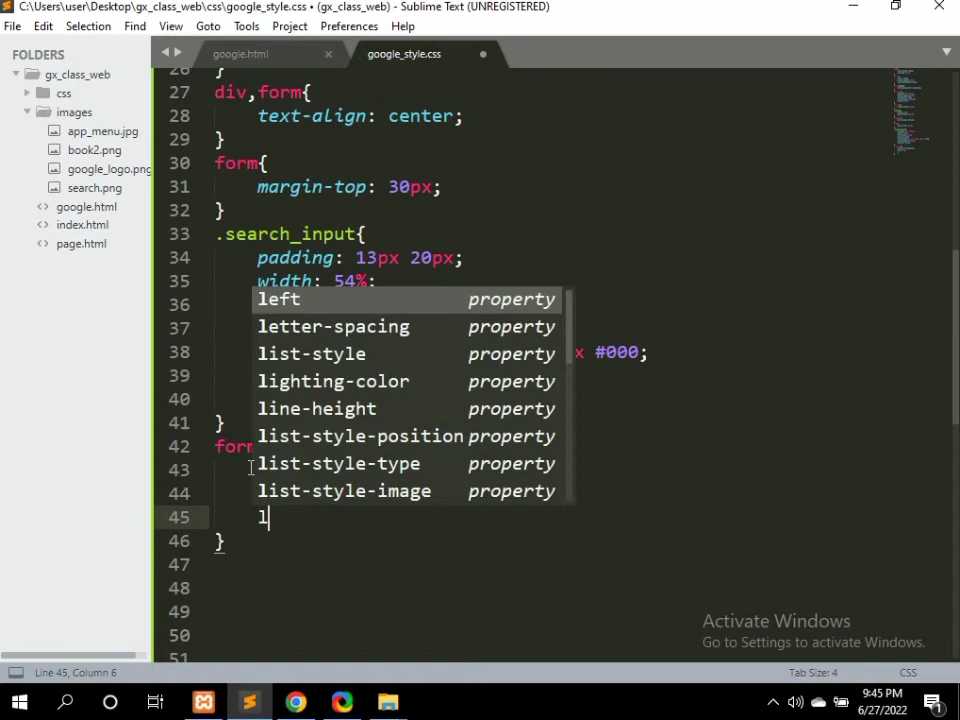 C:\Users\user\Desktop\gx_class_web\css\google_style.css • (gx_class_web) - Sublime Text (UNREGISTERED)
File Edit Selection Find View Goto Tools Project Preferences Help
FOLDERS
gx_class_web
css
images
app_menu.jpg
book2.png
google_logo.png
search.png
google.html
index.html
page.html
google.html google_style.css
26 }
27 div,form{
28 text-align: center;
29 }
30 form{
31 margin-top: 30px;
32 }
33 .search_input{
34 padding: 13px 20px;
35 width: 54%;
36
37
38 x #000;
39
40
41 }
42 form
43
44
45 l
46 }
47
48
49
50
51
left property
letter-spacing property
list-style property
lighting-color property
line-height property
list-style-position property
list-style-type property
list-style-image property
Activate Windows
Go to Settings to activate Windows.
Line 45, Column 6 Tab Size: 4 CSS
9:45 PM
6/27/2022
1